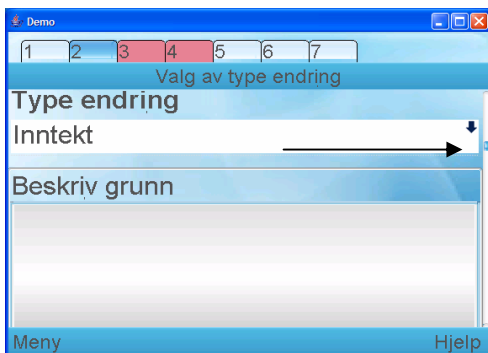 Demo
1 2 3 4 5 6 7
Valg av type endring
Type endring
Inntekt
Beskriv grunn
Meny Hjelp